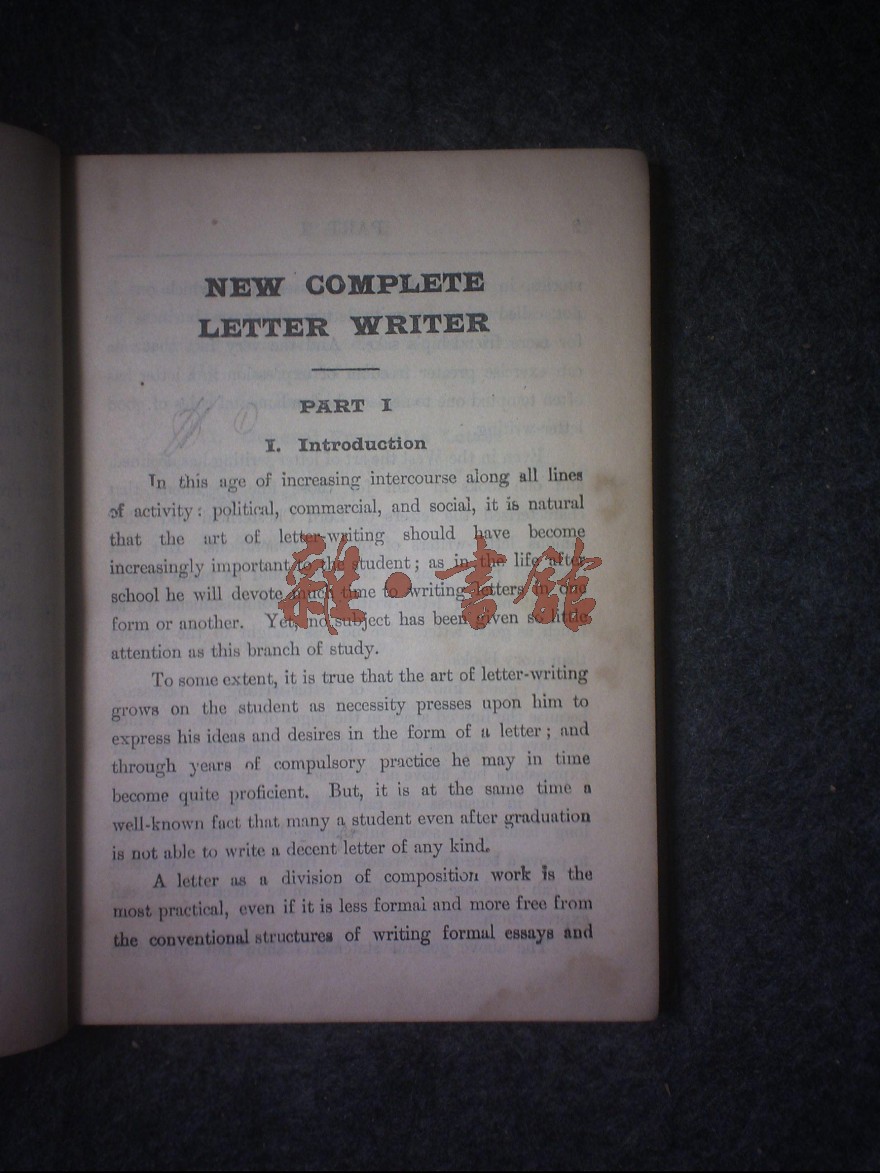 NEW COMPLETE
LETTER WRITER
PART I
I. Introduction
In this age of increasing intercourse along all lines
of activity: political, commercial, and social, it is natural
that the art of letter-writing should have become
increasingly important to the student; as in the life after
school he will devote much time to writing letters in one
form or another. Yet, no subject has been given so little
attention as this branch of study.
To some extent, it is true that the art of letter-writing
grows on the student as necessity presses upon him to
express his ideas and desires in the form of a letter; and
through years of compulsory practice he may in time
become quite proficient. But, it is at the same time a
well-known fact that many a student even after graduation
is not able to write a decent letter of any kind.
A letter as a division of composition work is the
most practical, even if it is less formal and more free from
the conventional structures of writing formal essays and
雜·書館